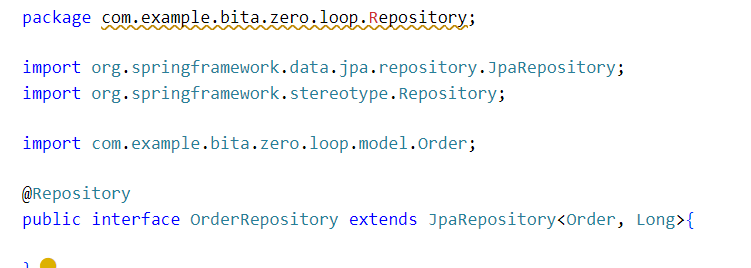 package com.example.bita.zero.loop.Repository;
import org.springframework.data.jpa.repository.JpaRepository;
import org.springframework.stereotype.Repository;
import com.example.bita.zero.loop.model.Order;
@Repository
public interface OrderRepository extends JpaRepository<Order, Long>{
}